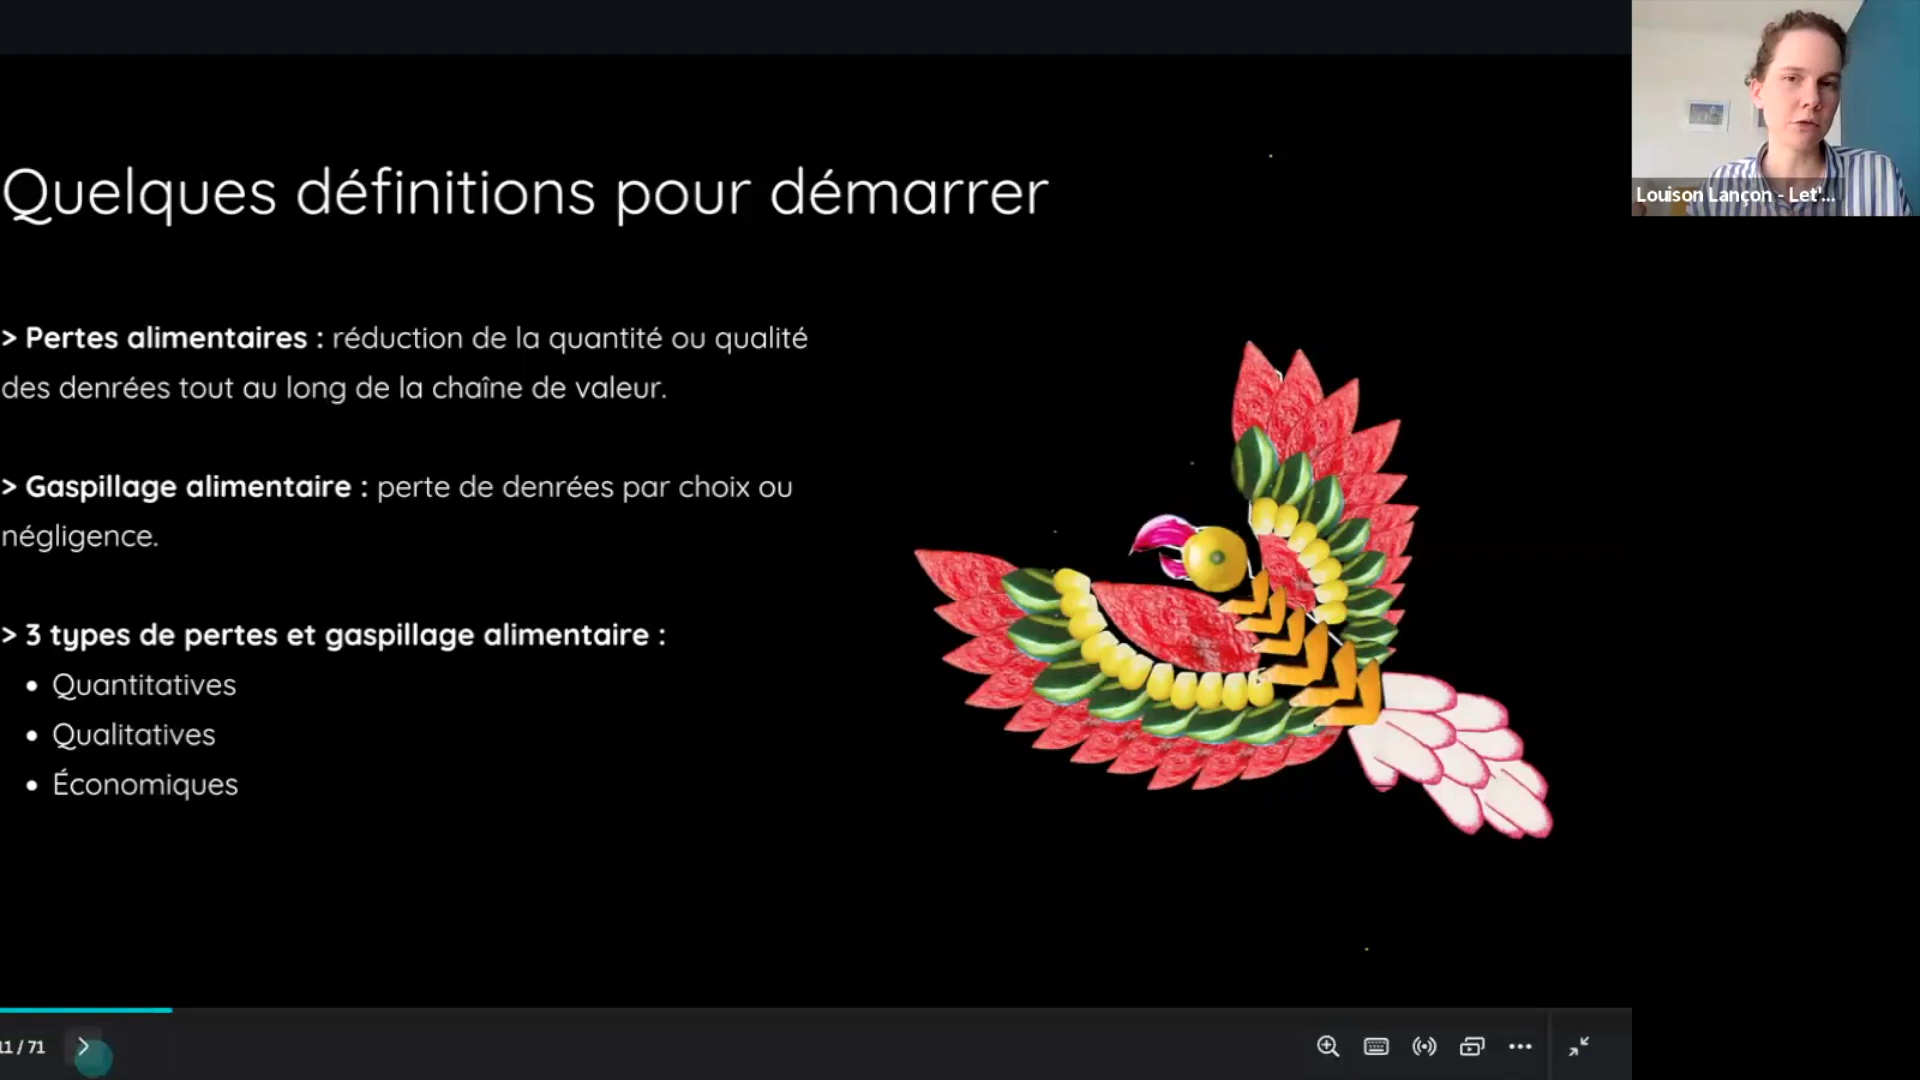 Quelques définitions pour démarrer
> Pertes alimentaires : réduction de la quantité ou qualité
des denrées tout au long de la chaîne de valeur.
> Gaspillage alimentaire : perte de denrées par choix ou
négligence.
> 3 types de pertes et gaspillage alimentaire :
• Quantitatives
• Qualitatives
• Économiques
Louison Lançon - Let'...
11 / 71